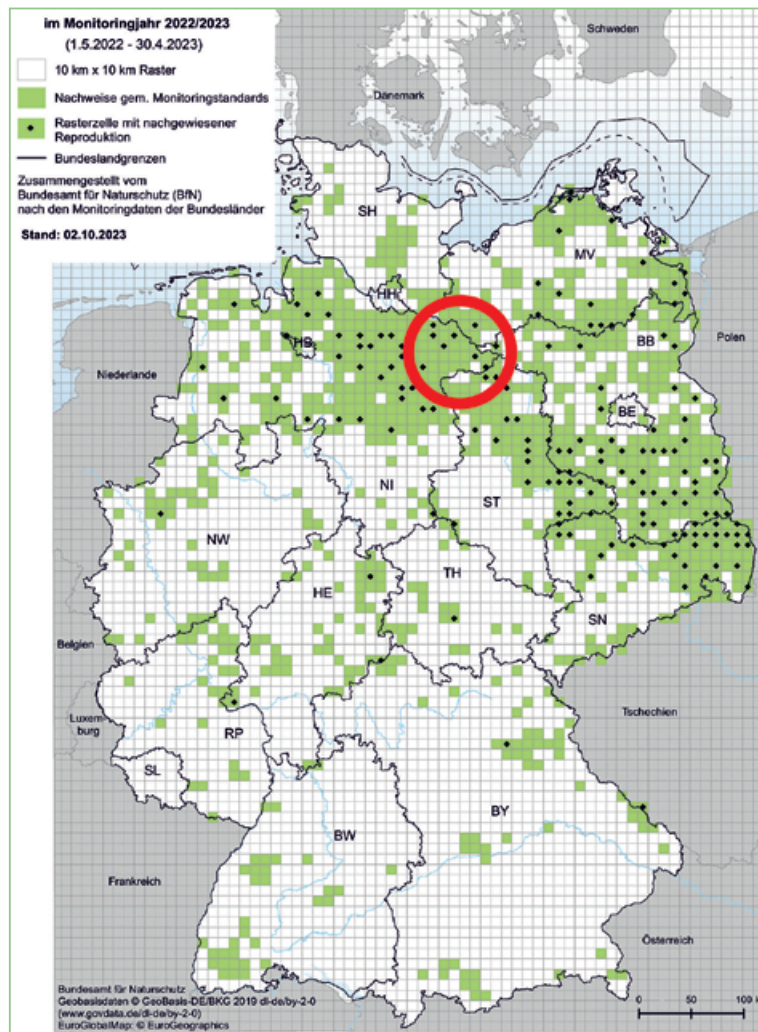 im Monitoringjahr 2022/2023
(1.5.2022 - 30.4.2023)
10 km x 10 km Raster
Nachweise gem. Monitoringstandards
Rasterzelle mit nachgewiesener
Reproduktion
Bundeslandgrenzen
Zusammengestellt vom
Bundesamt für Naturschutz (BfN)
nach den Monitoringdaten der Bundesländer
Stand: 02.10.2023
Schweden
Dänemark
SH
MV
HH
HB
BB
Polen
Niederlande
BE
NI
ST
NW
TH
HE
SN
Belgien
Tschechien
Luxem-
burg
RP
SL
BY
BW
Frankreich
Österreich
Bundesamt für Naturschutz
Geobasisdaten © GeoBasis-DE/BKG 2019 dl-de/by-2-0
(www.govdata.de/dl-de/by-2-0)
EuroGlobalMap: © EuroGeographics
0 50 100 k